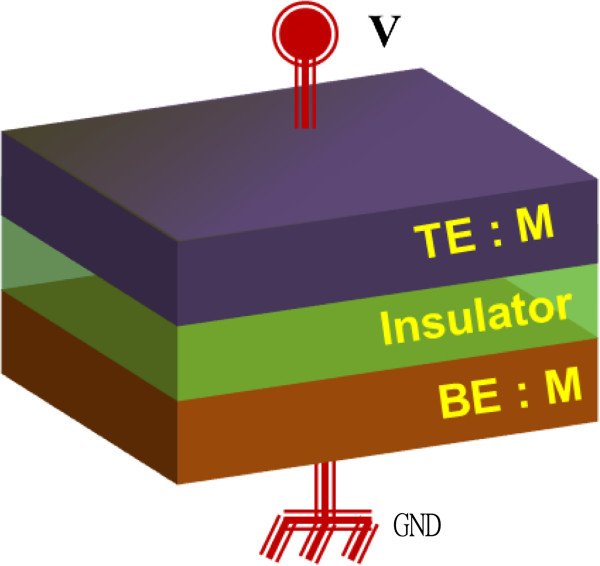 V
TE : M
Insulator
BE : M
GND